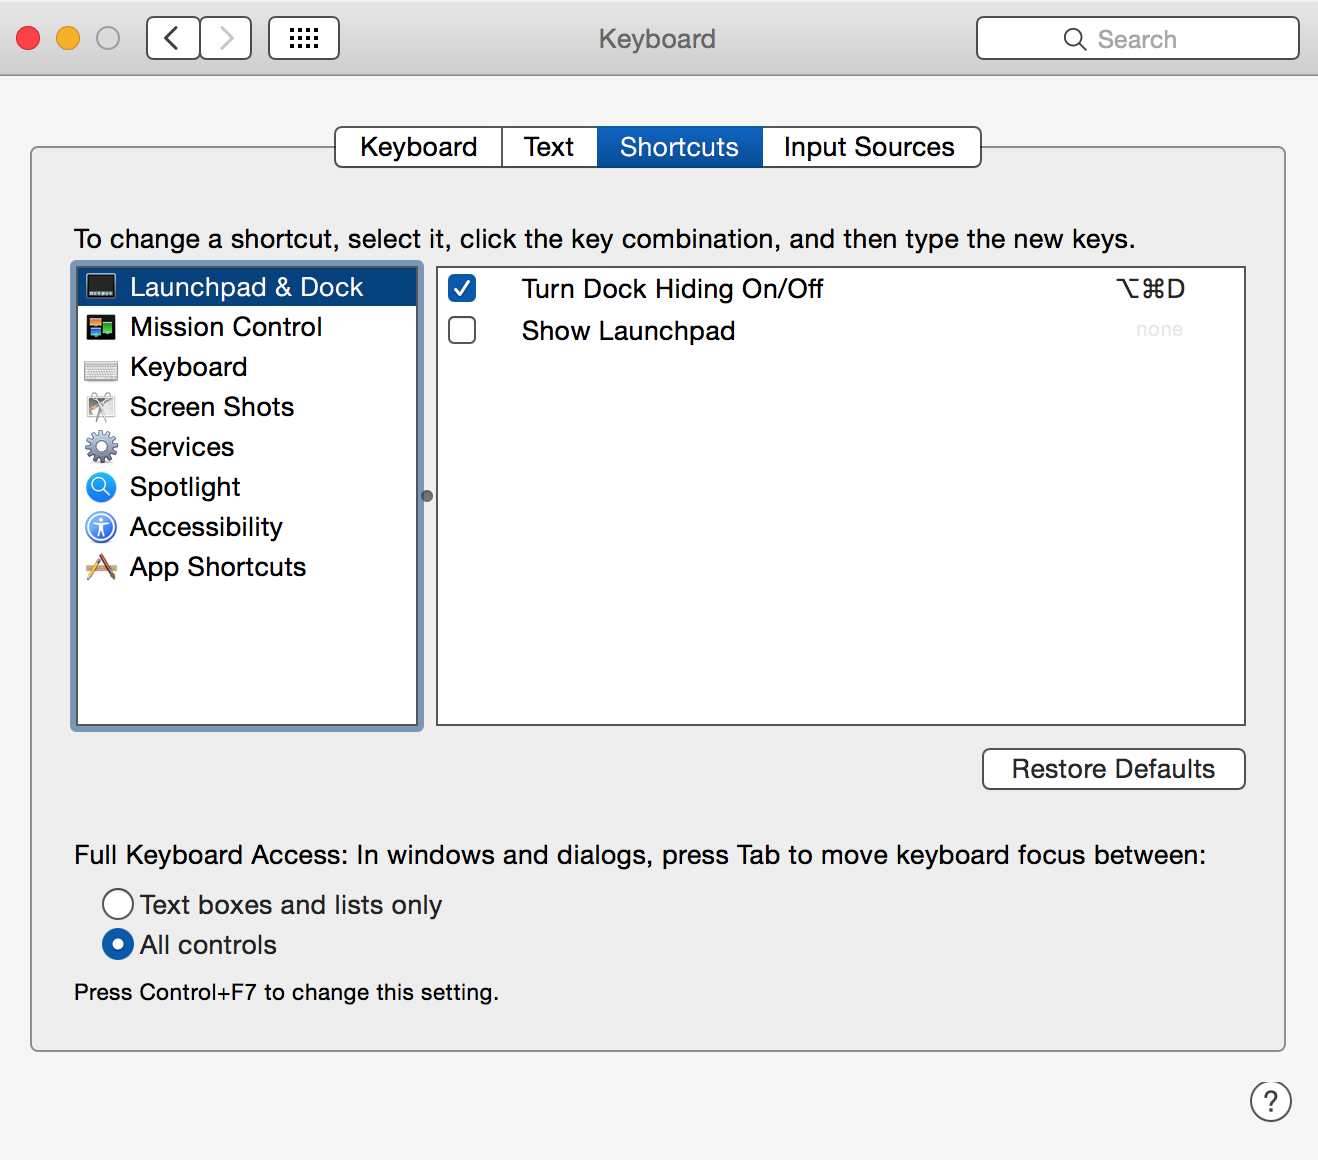 Keyboard
Search
Keyboard
Text
Shortcuts
Input Sources
To change a shortcut, select it, click the key combination, and then type the new keys.
Launchpad & Dock
Mission Control
Keyboard
Screen Shots
Services
Spotlight
Accessibility
App Shortcuts
Turn Dock Hiding On/Off ⌥⌘D
Show Launchpad none
Restore Defaults
Full Keyboard Access: In windows and dialogs, press Tab to move keyboard focus between:
Text boxes and lists only
All controls
Press Control+F7 to change this setting.
?